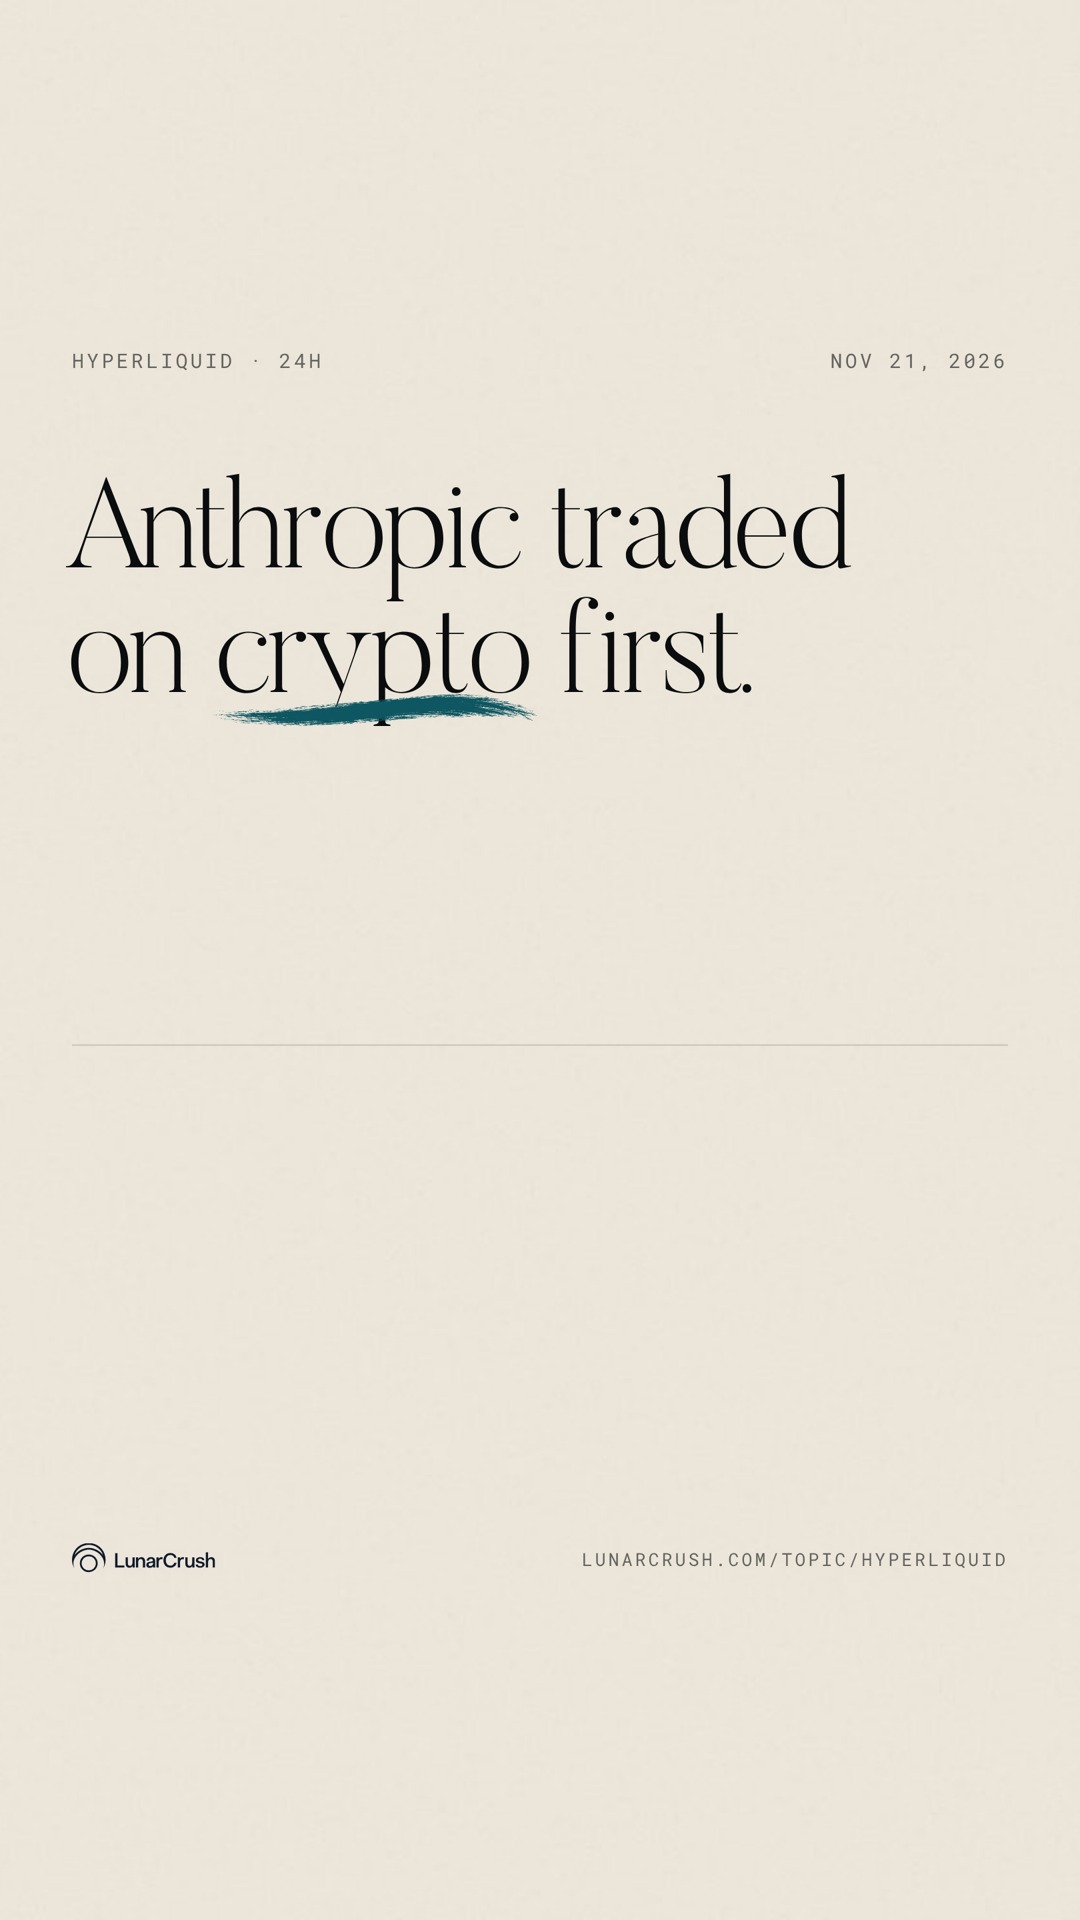 HYPERLIQUID · 24H
NOV 21, 2026
Anthropic traded
on crypto first.
LunarCrush
LUNARCRUSH.COM/TOPIC/HYPERLIQUID